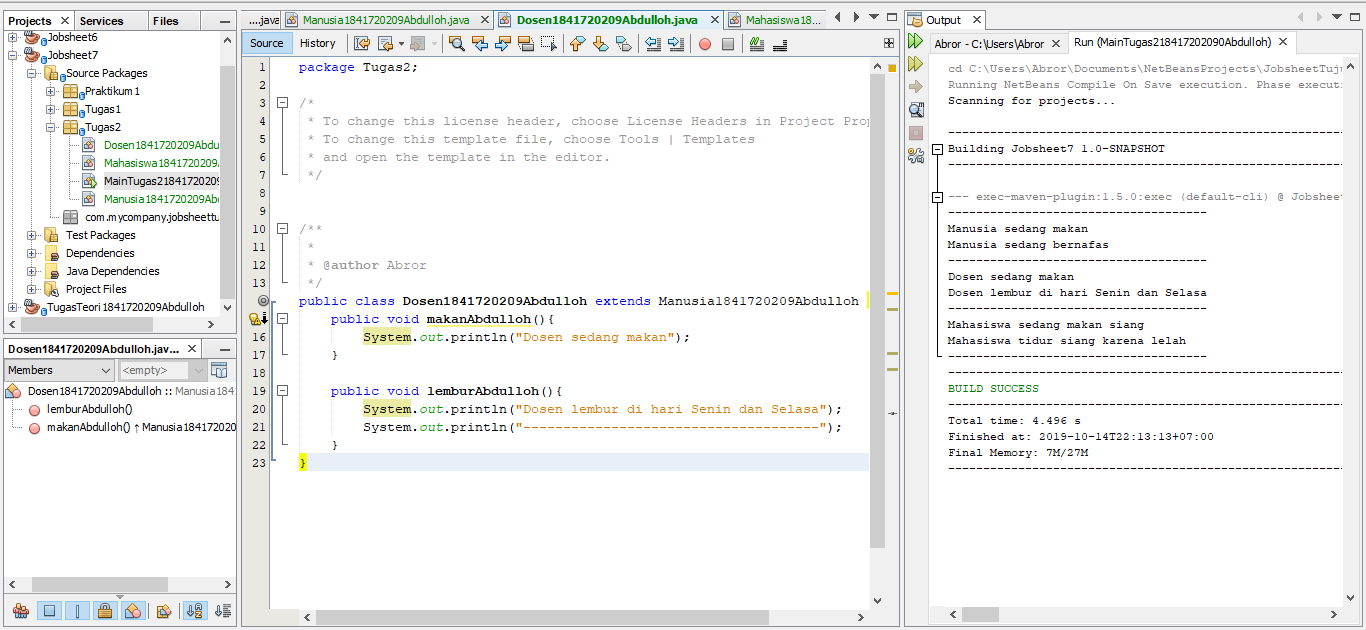 Projects
Services
Files
Jobsheet6
Jobsheet7
Source Packages
Praktikum1
Tugas1
Tugas2
Dosen1841720209Abdu
Mahasiswa1841720209
MainTugas2184172020
Manusia1841720209Ab
com.mycompany.jobsheettu
Test Packages
Dependencies
Java Dependencies
Project Files
TugasTeori1841720209Abdulloh
Dosen1841720209Abdulloh.jav...
Members
<empty>
Dosen1841720209Abdulloh :: Manusia184
lemburAbdulloh()
makanAbdulloh() ↑ Manusia184172020
...java
Manusia1841720209Abdulloh.java
Dosen1841720209Abdulloh.java
Mahasiswa18...
Source
History
1 package Tugas2;
2
3 /*
4 * To change this license header, choose License Headers in Project Prop
5 * To change this template file, choose Tools | Templates
6 * and open the template in the editor.
7 */
8
9
10 /**
11 *
12 * @author Abror
13 */
public class Dosen1841720209Abdulloh extends Manusia1841720209Abdulloh
public void makanAbdulloh(){
16 System.out.println("Dosen sedang makan");
17 }
18
19 public void lemburAbdulloh(){
20 System.out.println("Dosen lembur di hari Senin dan Selasa");
21 System.out.println("-------------------------------------");
22 }
23 }
Output
Abror - C:\Users\Abror
Run (MainTugas218417202090Abdulloh)
cd C:\Users\Abror\Documents\NetBeansProjects\JobsheetTuju
Running NetBeans Compile On Save execution. Phase executi
Scanning for projects...
Building Jobsheet7 1.0-SNAPSHOT
--- exec-maven-plugin:1.5.0:exec (default-cli) @ Jobsheet
-------------------------------------
Manusia sedang makan
Manusia sedang bernafas
-------------------------------------
Dosen sedang makan
Dosen lembur di hari Senin dan Selasa
-------------------------------------
Mahasiswa sedang makan siang
Mahasiswa tidur siang karena lelah
-------------------------------------
BUILD SUCCESS
Total time: 4.496 s
Finished at: 2019-10-14T22:13:13+07:00
Final Memory: 7M/27M